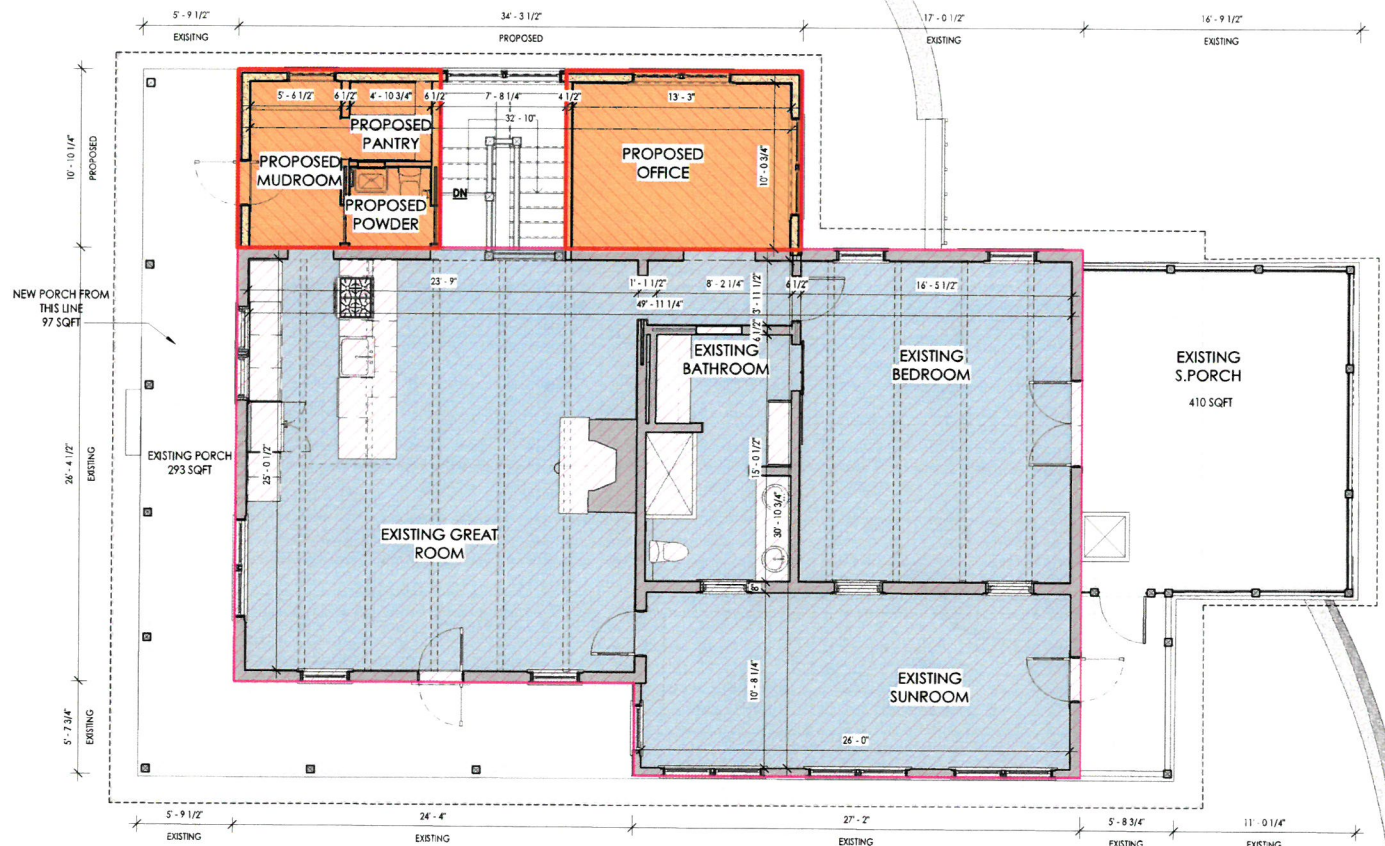 5' - 9 1/2"
34' - 3 1/2"
17' - 0 1/2"
16' - 9 1/2"
EXISITNG
PROPOSED
EXISTING
EXISTING
5' - 6 1/2"
6 1/2"
4' - 10 3/4"
6 1/2"
7' - 8 1/4"
4 1/2"
13' - 3"
32' - 10"
PROPOSED
PANTRY
PROPOSED
MUDROOM
PROPOSED
OFFICE
10' - 0 3/4"
10' - 10 1/4"
PROPOSED
DN
PROPOSED
POWDER
23' - 9"
1' - 1 1/2"
8' - 2 1/4"
3' - 11 1/2"
6 1/2"
16' - 5 1/2"
49' - 11 1/4"
6 1/2"
NEW PORCH FROM
THIS LINE
97 SQFT
EXISTING
BATHROOM
EXISTING
BEDROOM
EXISTING
S.PORCH
410 SQFT
26' - 4 1/2"
EXISTING
EXISTING PORCH
293 SQFT
25' - 0 1/2"
15' - 0 1/2"
30' - 10 3/4"
EXISTING GREAT
ROOM
8"
10' - 8 1/4"
EXISTING
SUNROOM
26' - 0"
5' - 7 3/4"
EXISTING
5' - 9 1/2"
24' - 4"
27' - 2"
5' - 8 3/4"
11' - 0 1/4"
EXISTING
EXISTING
EXISTING
EXISTING
EXISTING